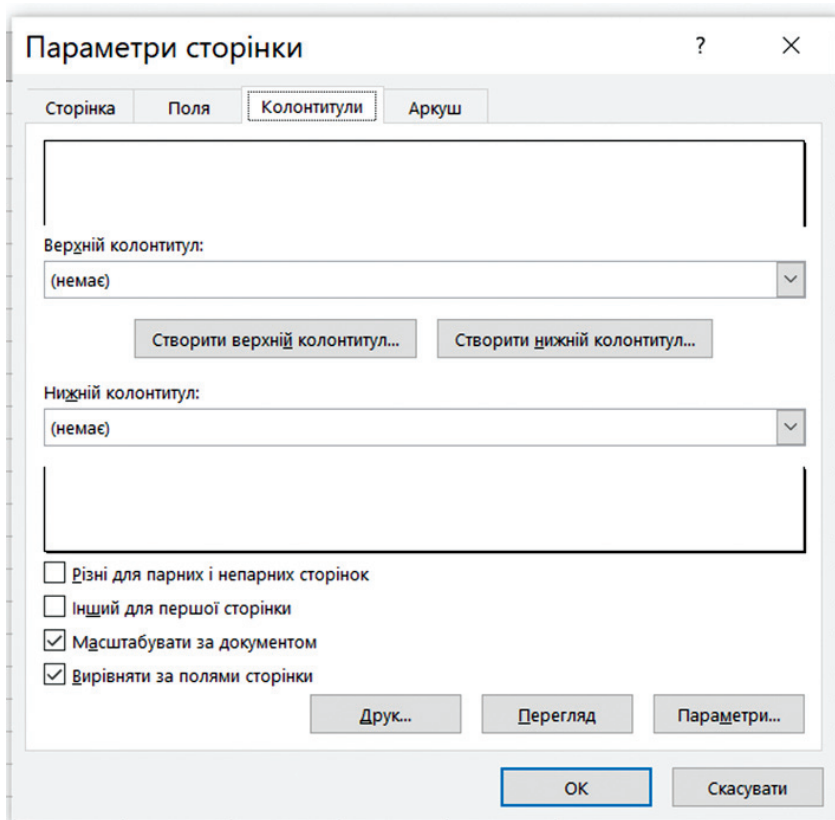 Параметри сторінки ?
Сторінка Поля Колонтитули Аркуш
Верхній колонтитул:
(немає)
Створити верхній колонтитул... Створити нижній колонтитул...
Нижній колонтитул:
(немає)
Різні для парних і непарних сторінок
Інший для першої сторінки
Масштабувати за документом
Вирівняти за полями сторінки
Друк... Перегляд Параметри...
ОК Скасувати